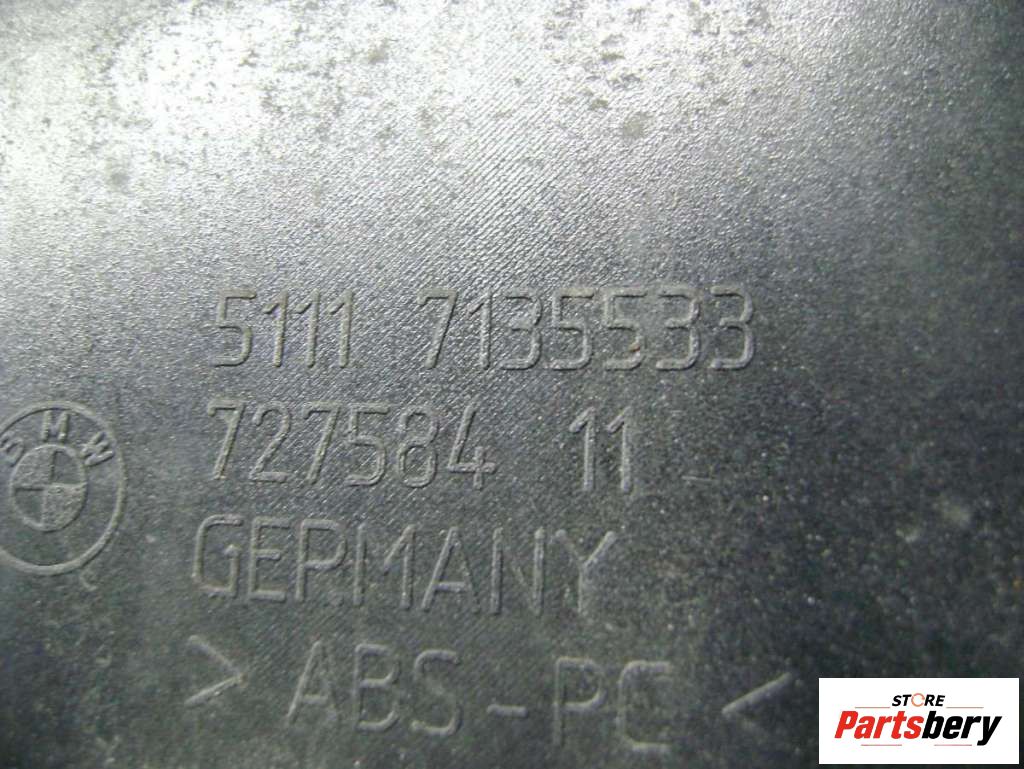 5111 7135533
727584 11
BMW
GERMANY
> ABS-PC <
STORE
Partsbery